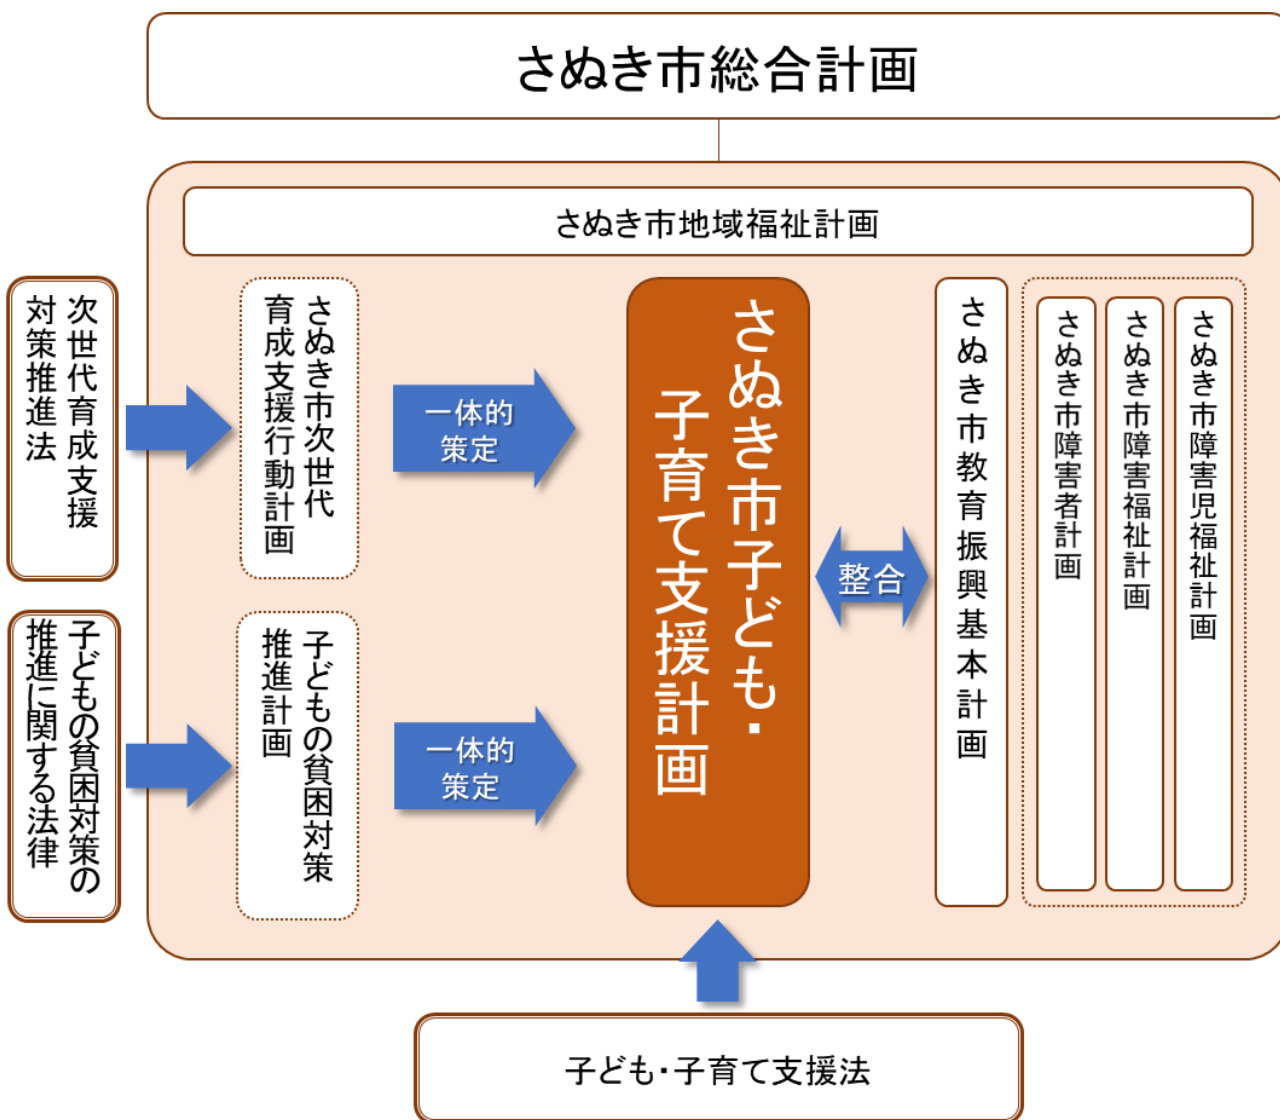 さぬき市総合計画
さぬき市地域福祉計画
次世代育成支援
対策推進法
さぬき市次世代
育成支援行動計画
一体的
策定
子どもの貧困対策の
推進に関する法律
子どもの貧困対策
推進計画
一体的
策定
さぬき市子ども・
子育て支援計画
整合
さぬき市教育振興基本計画
さぬき市障害者計画
さぬき市障害福祉計画
さぬき市障害児福祉計画
子ども・子育て支援法